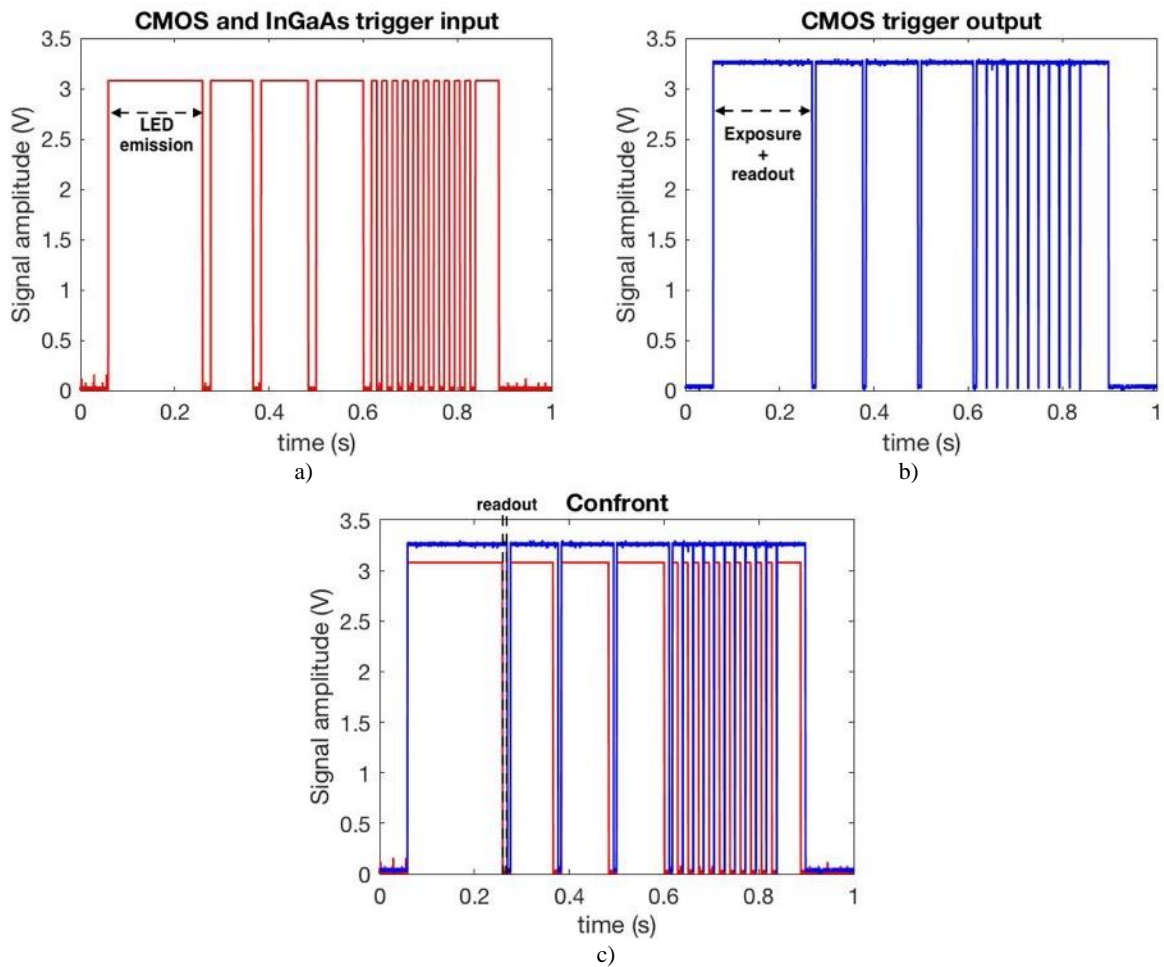 CMOS and InGaAs trigger input
3.5
3
2.5
2
1.5
1
0.5
0
Signal amplitude (V)
LED
emission
0 0.2 0.4 0.6 0.8 1
time (s)
a)
CMOS trigger output
3.5
3
2.5
2
1.5
1
0.5
0
Signal amplitude (V)
Exposure
+
readout
0 0.2 0.4 0.6 0.8 1
time (s)
b)
readout
Confront
3.5
3
2.5
2
1.5
1
0.5
0
Signal amplitude (V)
0 0.2 0.4 0.6 0.8 1
time (s)
c)